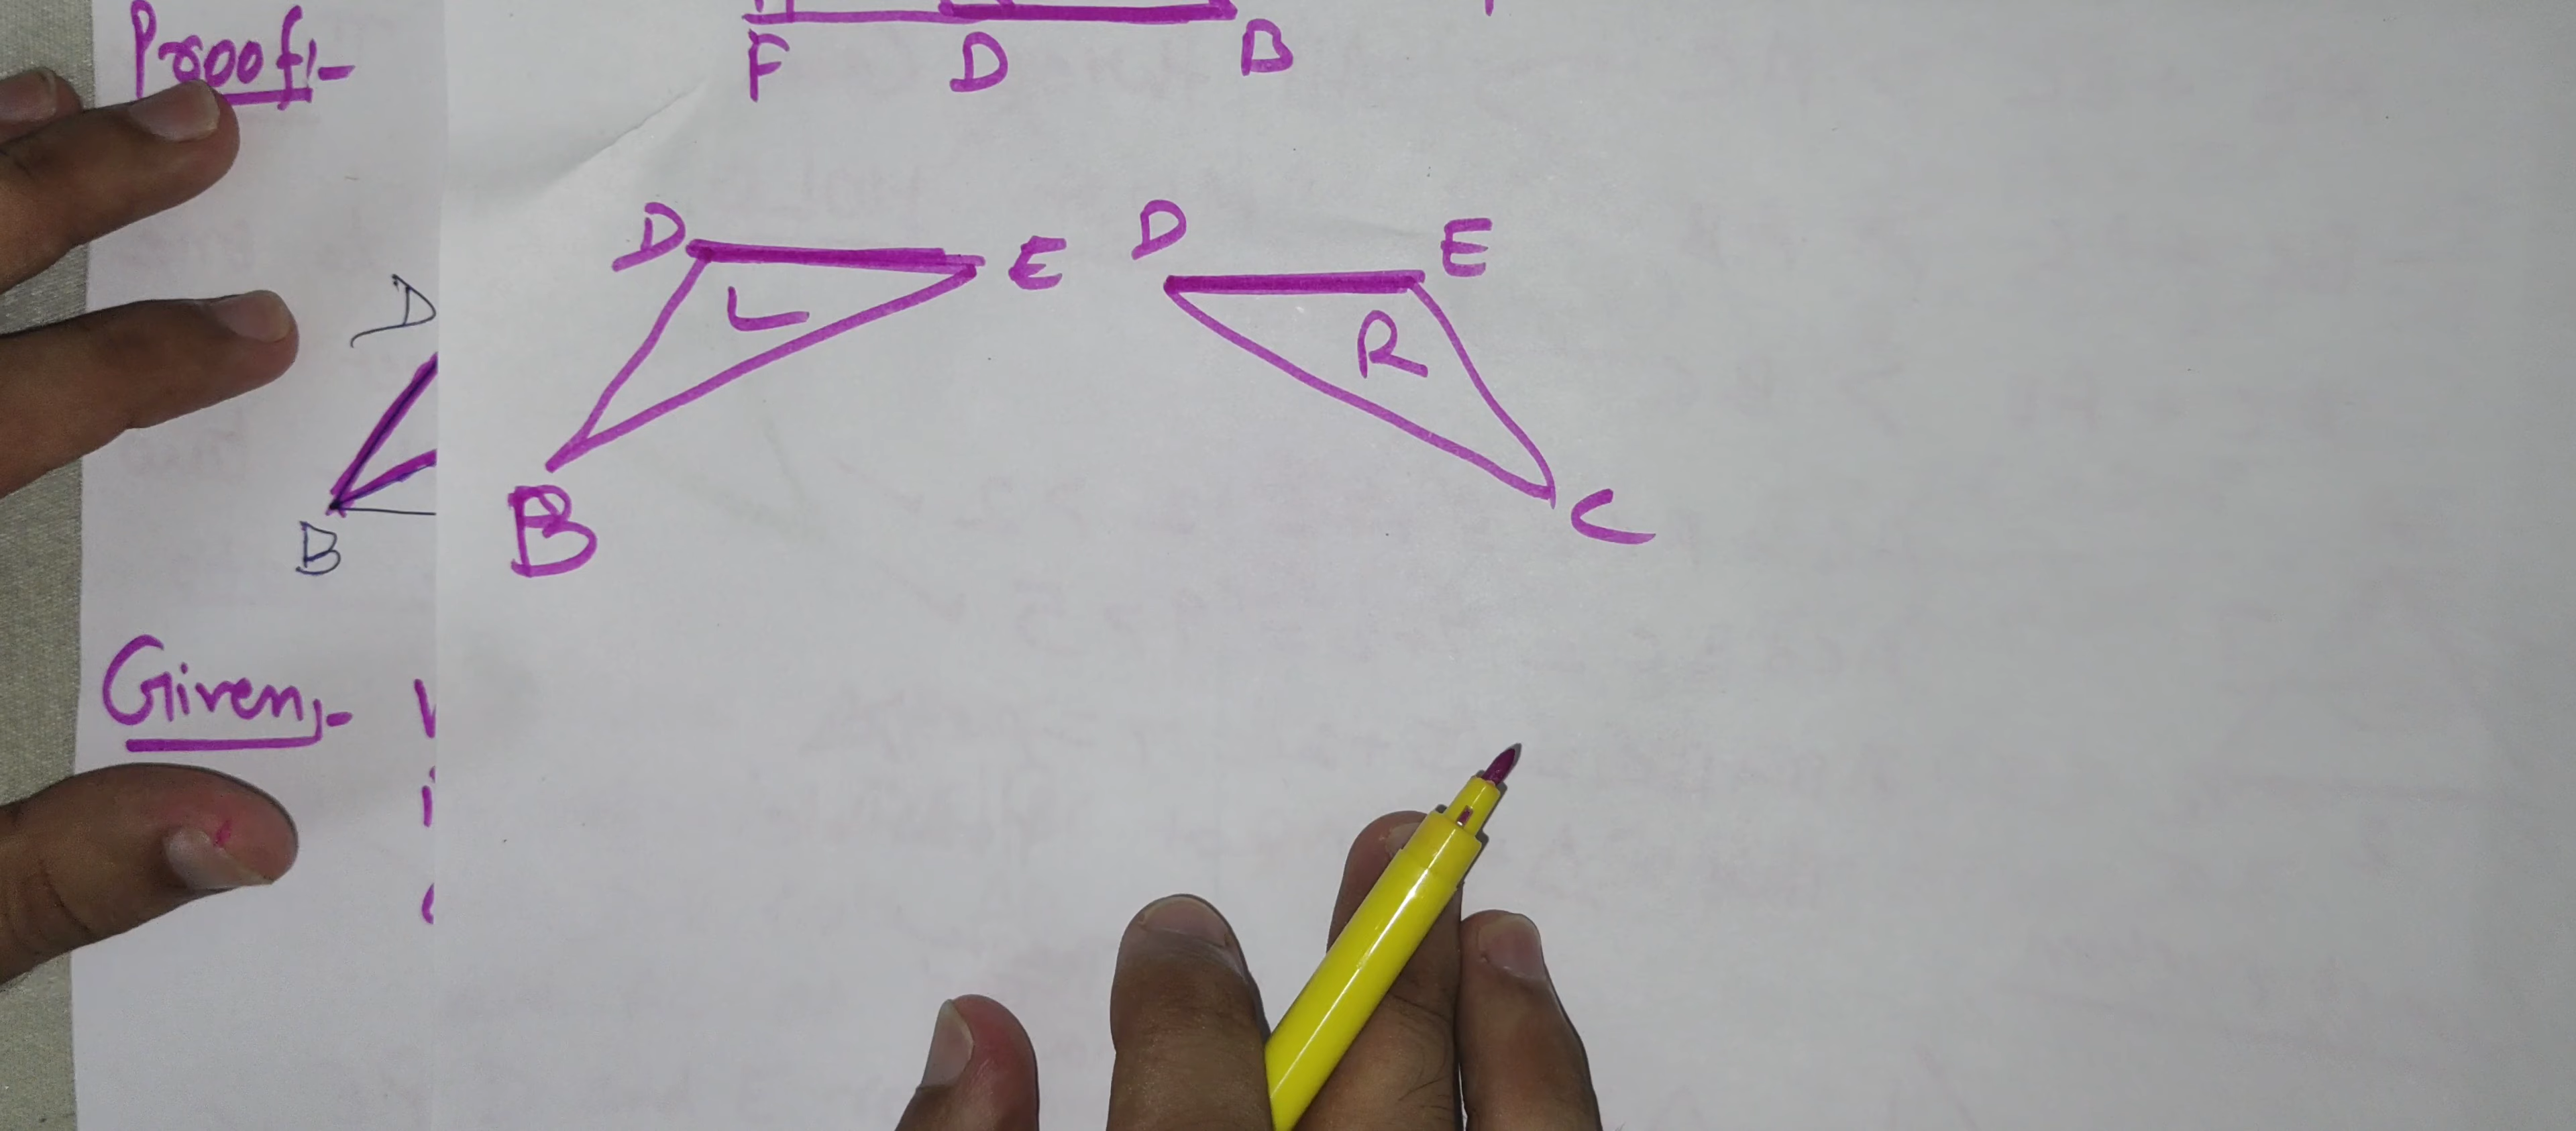 Proof:-
F D B
D E D E
L R
D
B C
B
Given:-